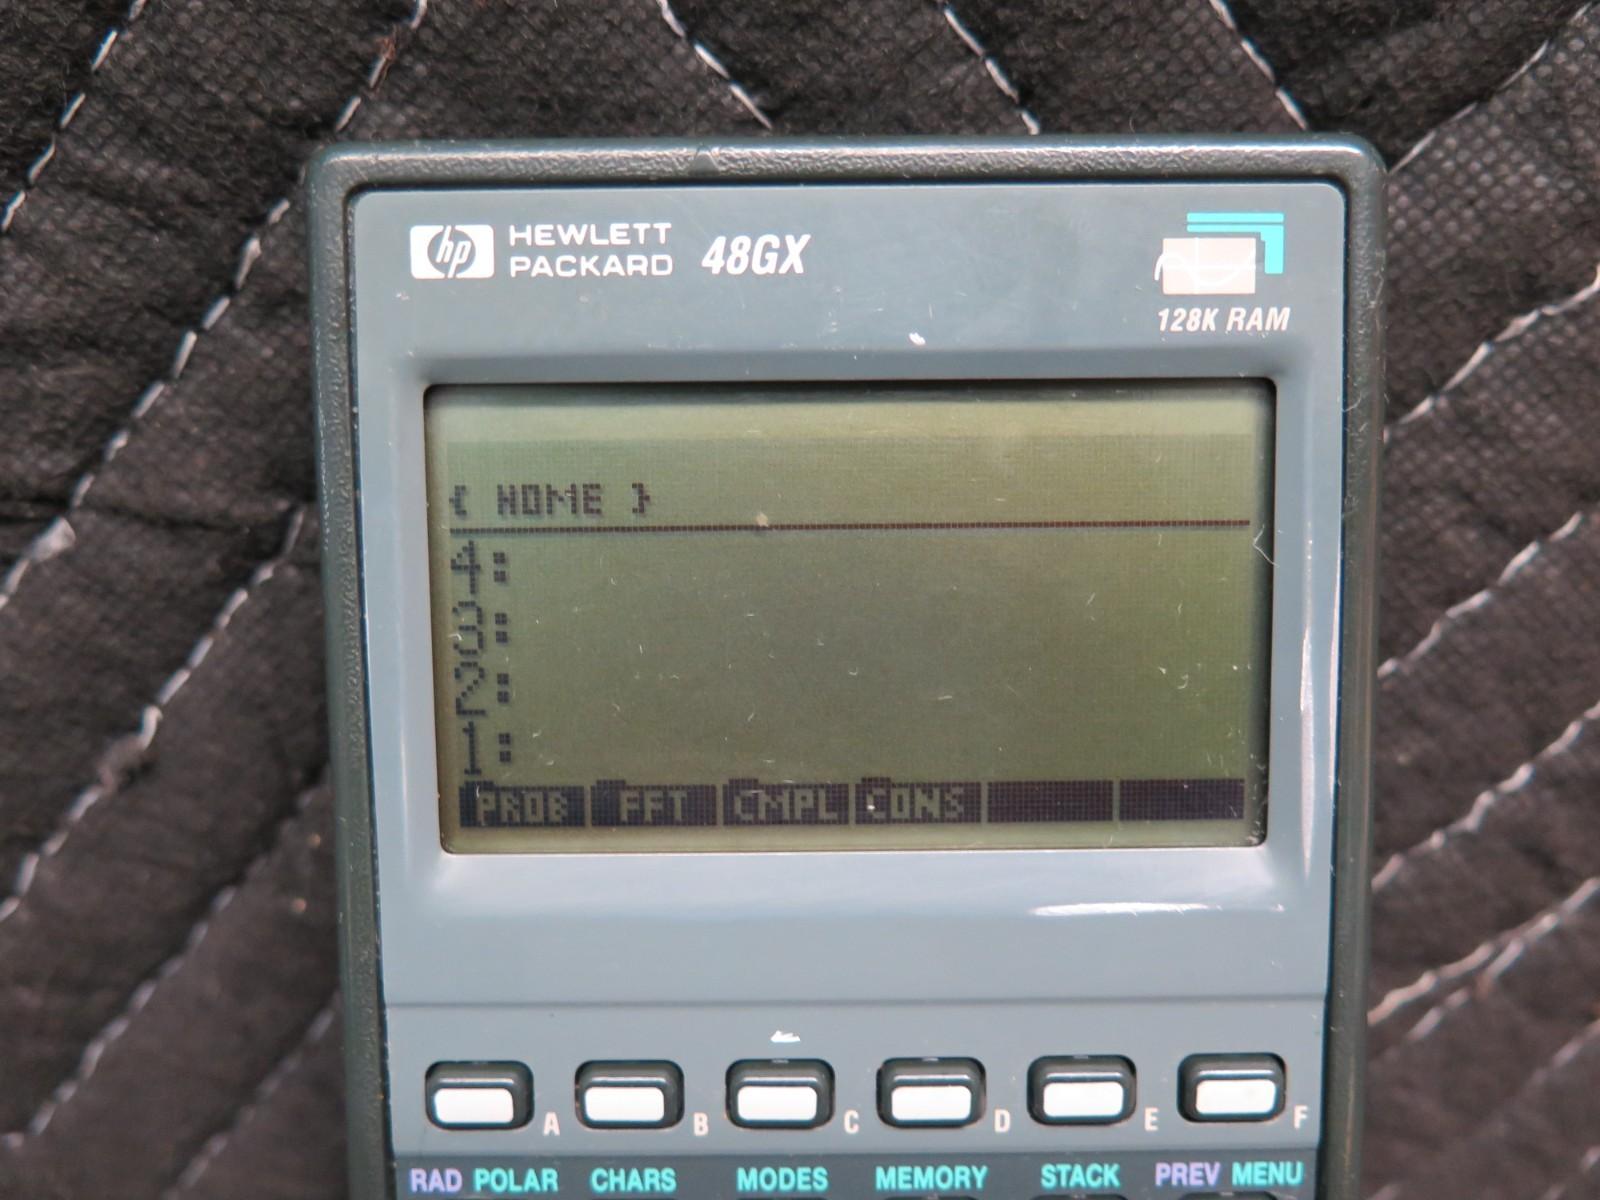 hp HEWLETT PACKARD 48GX
128K RAM
{ HOME }
4:
3:
2:
1:
PROB FFT CMPL CONS
A B C D E F
RAD POLAR CHARS MODES MEMORY STACK PREV MENU